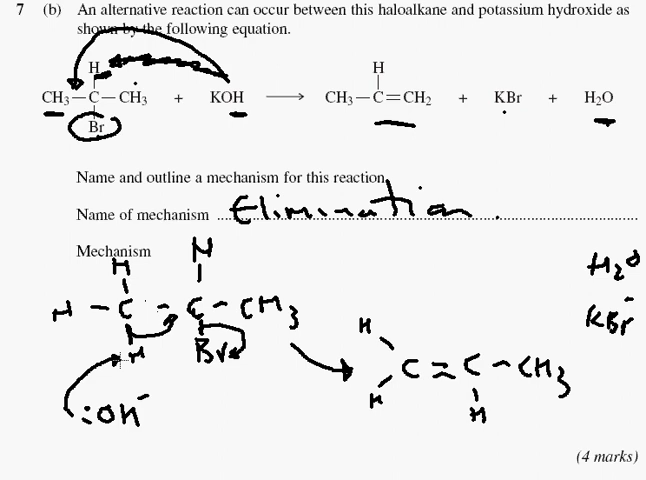 7 (b) An alternative reaction can occur between this haloalkane and potassium hydroxide as
shown by the following equation.
H H
CH₃—C—CH₃ + KOH → CH₃—C=CH₂ + KBr + H₂O
Br
Name and outline a mechanism for this reaction.
Name of mechanism Elimination
Mechanism
H H
H – C – C – CH₃
H Br
:OH⁻
H
C = C – CH₃
H H
H₂O
KBr
(4 marks)